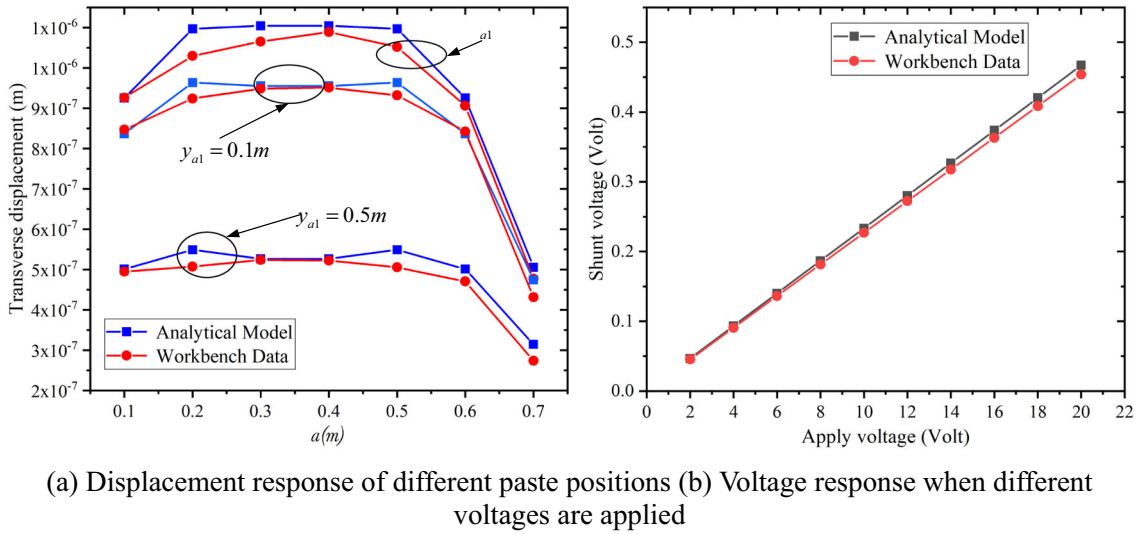 Transverse displacement (m)
1x10⁻⁶
1x10⁻⁶
9x10⁻⁷
8x10⁻⁷
7x10⁻⁷
6x10⁻⁷
5x10⁻⁷
4x10⁻⁷
3x10⁻⁷
2x10⁻⁷
a1
y_a1 = 0.1m
y_a1 = 0.5m
Analytical Model
Workbench Data
0.1 0.2 0.3 0.4 0.5 0.6 0.7
a(m)
Shunt voltage (Volt)
0.5
0.4
0.3
0.2
0.1
0.0
Analytical Model
Workbench Data
0 2 4 6 8 10 12 14 16 18 20 22
Apply voltage (Volt)
(a) Displacement response of different paste positions (b) Voltage response when different
voltages are applied